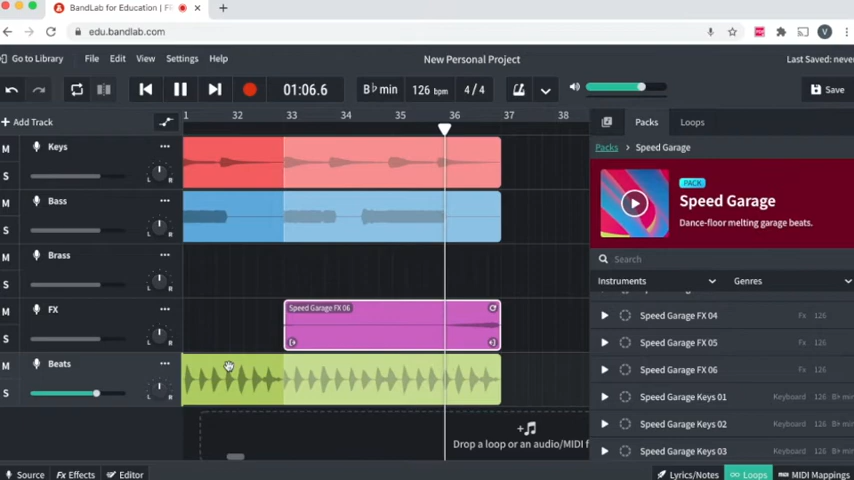 BandLab for Education | F
edu.bandlab.com
V
Go to Library File Edit View Settings Help New Personal Project Last Saved: never
01:06.6 B♭ min 126 bpm 4 / 4 Save
Add Track 1 32 33 34 35 36 37 38 Packs Loops
M Keys
S L R
Packs > Speed Garage
PACK
Speed Garage
Dance-floor melting garage beats.
M Bass
S L R
M Brass
S L R
Search
Instruments Genres
M FX Speed Garage FX 06
S L R
Speed Garage FX 04 Fx 126
Speed Garage FX 05 Fx 126
Speed Garage FX 06 Fx 126
M Beats
S L R
Speed Garage Keys 01 Keyboard 126 B♭ min
Speed Garage Keys 02 Keyboard 126
Speed Garage Keys 03 Keyboard 126 B♭ min
Drop a loop or an audio/MIDI f
Source Fx Effects Editor Lyrics/Notes Loops MIDI Mappings